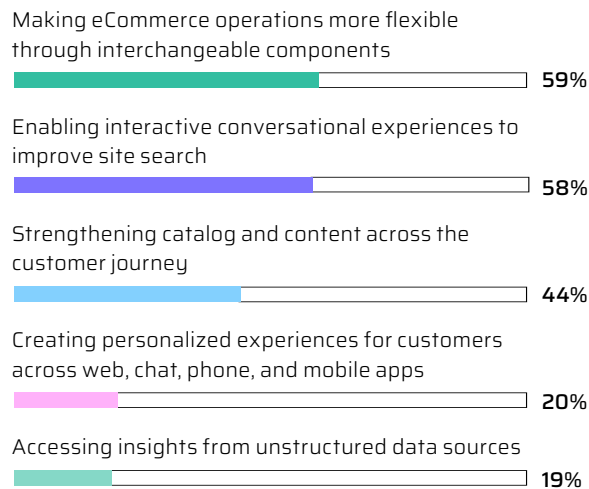 Making eCommerce operations more flexible
through interchangeable components
59%
Enabling interactive conversational experiences to
improve site search
58%
Strengthening catalog and content across the
customer journey
44%
Creating personalized experiences for customers
across web, chat, phone, and mobile apps
20%
Accessing insights from unstructured data sources
19%